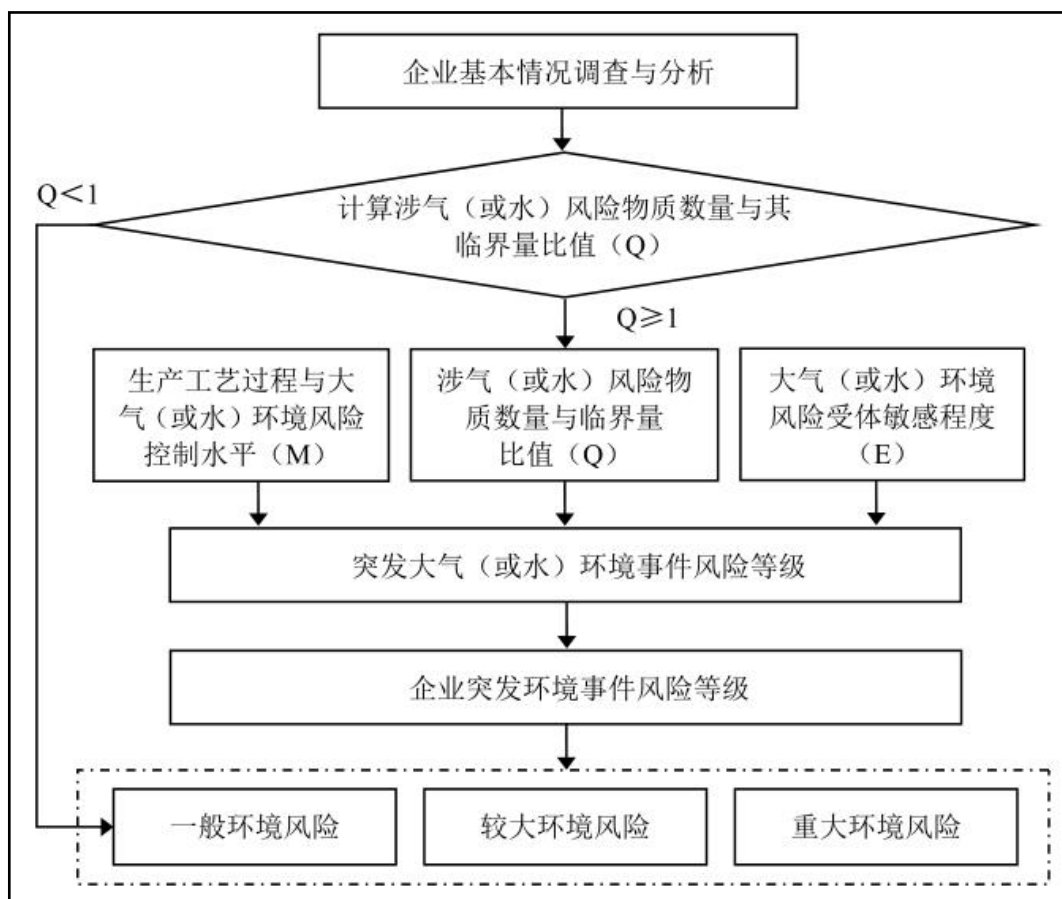 企业基本情况调查与分析
Q<1
计算涉气（或水）风险物质数量与其
临界量比值（Q）
Q≥1
生产工艺过程与大
气（或水）环境风险
控制水平（M）
涉气（或水）风险物
质数量与临界量
比值（Q）
大气（或水）环境
风险受体敏感程度
（E）
突发大气（或水）环境事件风险等级
企业突发环境事件风险等级
一般环境风险
较大环境风险
重大环境风险